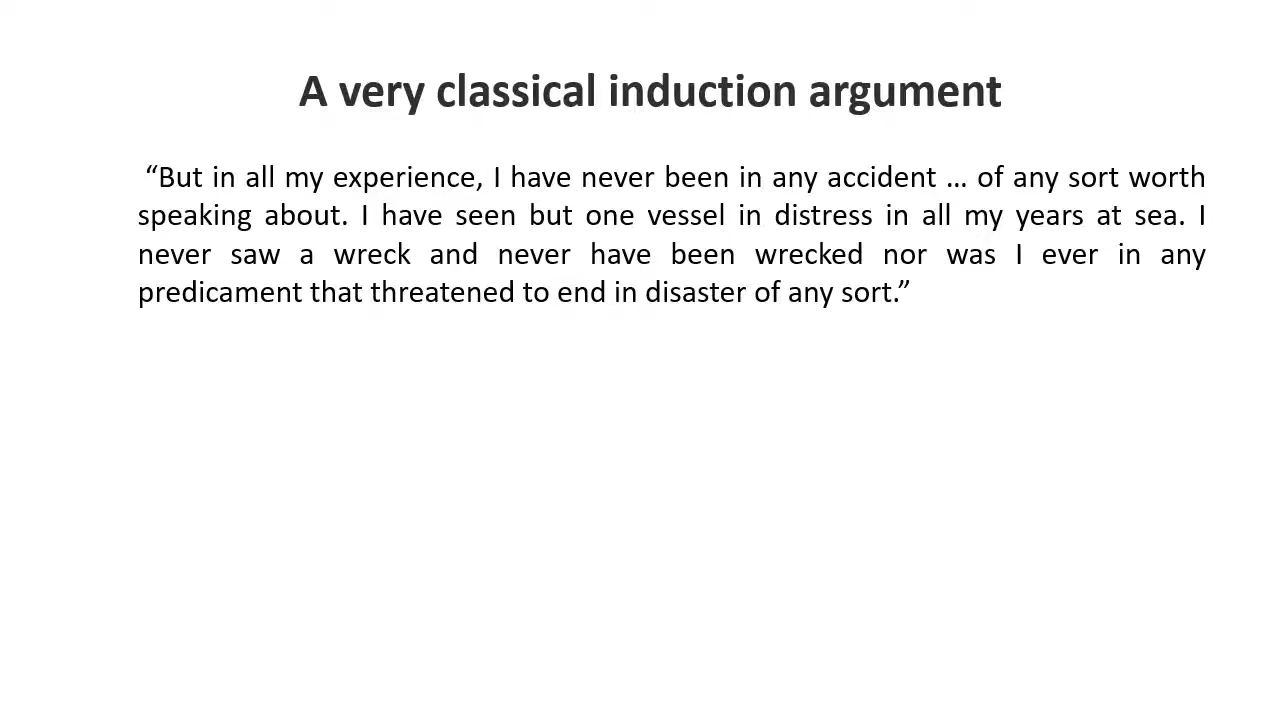 A very classical induction argument
“But in all my experience, I have never been in any accident … of any sort worth
speaking about. I have seen but one vessel in distress in all my years at sea. I
never saw a wreck and never have been wrecked nor was I ever in any
predicament that threatened to end in disaster of any sort.”